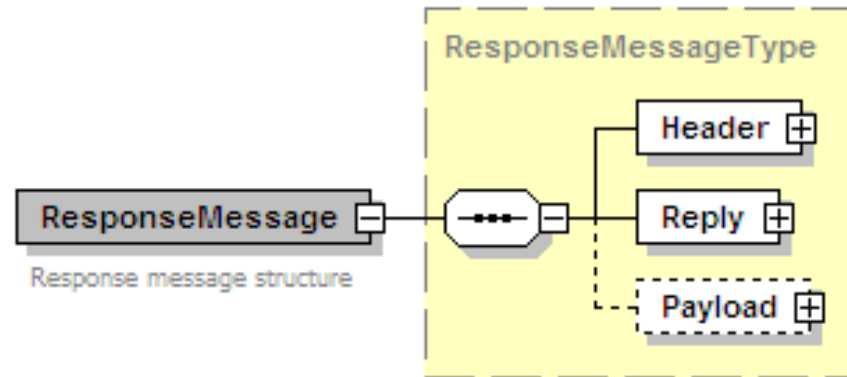 ResponseMessageType
Header
ResponseMessage
Reply
Response message structure
Payload